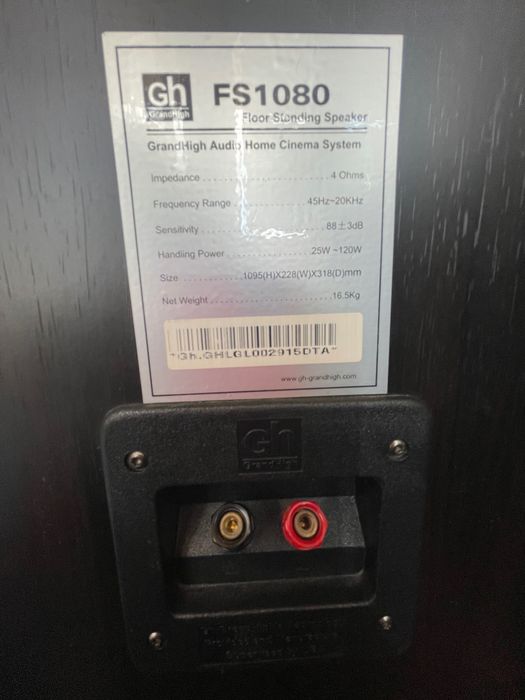 Gh
GrandHigh
FS1080
Floor Standing Speaker
GrandHigh Audio Home Cinema System
Impedance ........................ 4 Ohms
Frequency Range ................ 45Hz~20KHz
Sensitivity ........................ 88±3dB
Handling Power .................. 25W ~120W
Size ............ 1095(H)X228(W)X318(D)mm
Net Weight ........................ 16.5Kg
*Gh.GHLGL002915DTA*
www.gh-grandhigh.com
Gh
GrandHigh